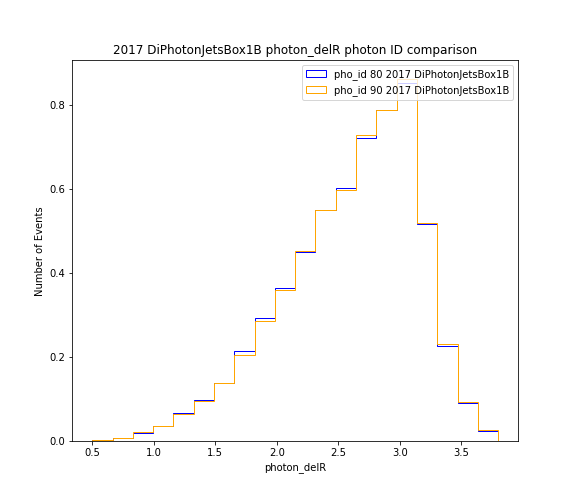 2017 DiPhotonJetsBox1B photon_delR photon ID comparison
pho_id 80 2017 DiPhotonJetsBox1B
pho_id 90 2017 DiPhotonJetsBox1B
Number of Events
0.8
0.6
0.4
0.2
0.0
0.5 1.0 1.5 2.0 2.5 3.0 3.5
photon_delR